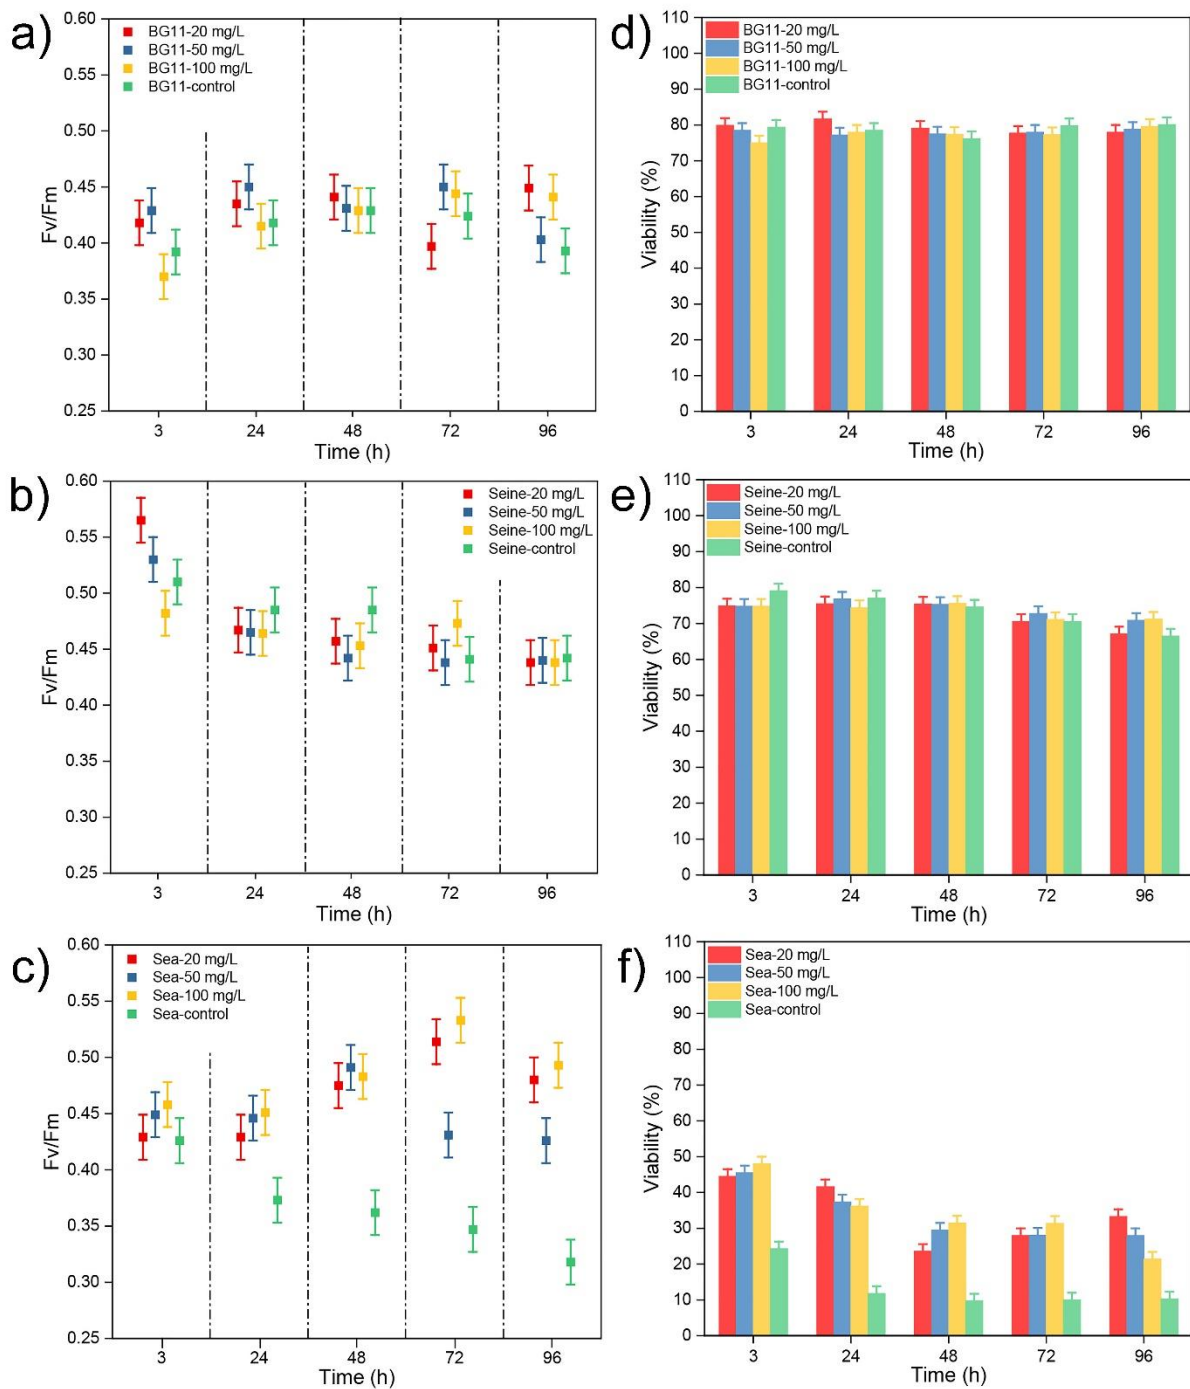 a)
0.60
0.55
0.50
0.45
0.40
0.35
0.30
0.25
Fv/Fm
BG11-20 mg/L
BG11-50 mg/L
BG11-100 mg/L
BG11-control
3 24 48 72 96
Time (h)
d)
110
100
90
80
70
60
50
40
30
20
10
0
Viability (%)
BG11-20 mg/L
BG11-50 mg/L
BG11-100 mg/L
BG11-control
3 24 48 72 96
Time (h)
b)
0.60
0.55
0.50
0.45
0.40
0.35
0.30
0.25
Fv/Fm
Seine-20 mg/L
Seine-50 mg/L
Seine-100 mg/L
Seine-control
3 24 48 72 96
Time (h)
e)
110
100
90
80
70
60
50
40
30
20
10
0
Viability (%)
Seine-20 mg/L
Seine-50 mg/L
Seine-100 mg/L
Seine-control
3 24 48 72 96
Time (h)
c)
0.60
0.55
0.50
0.45
0.40
0.35
0.30
0.25
Fv/Fm
Sea-20 mg/L
Sea-50 mg/L
Sea-100 mg/L
Sea-control
3 24 48 72 96
Time (h)
f)
110
100
90
80
70
60
50
40
30
20
10
0
Viability (%)
Sea-20 mg/L
Sea-50 mg/L
Sea-100 mg/L
Sea-control
3 24 48 72 96
Time (h)